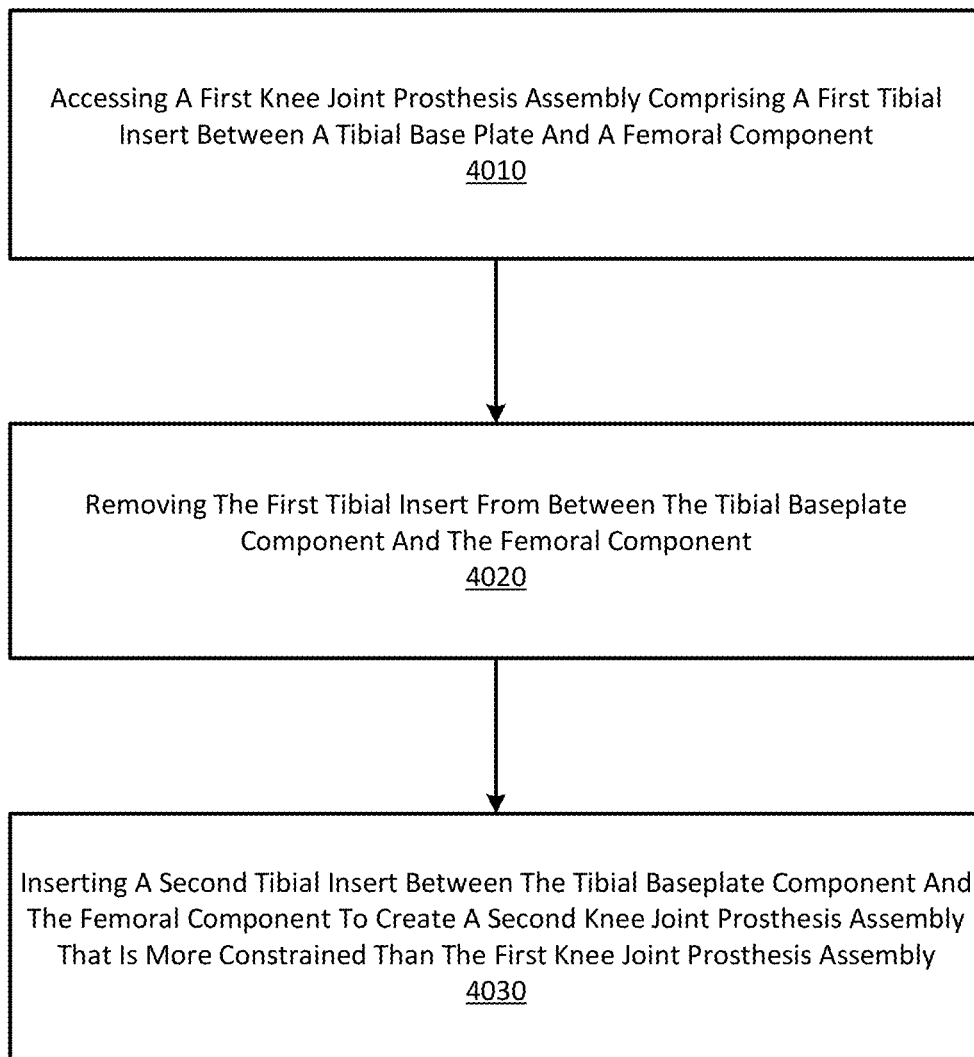 Accessing A First Knee Joint Prosthesis Assembly Comprising A First Tibial
Insert Between A Tibial Base Plate And A Femoral Component
4010
Removing The First Tibial Insert From Between The Tibial Baseplate
Component And The Femoral Component
4020
Inserting A Second Tibial Insert Between The Tibial Baseplate Component And
The Femoral Component To Create A Second Knee Joint Prosthesis Assembly
That Is More Constrained Than The First Knee Joint Prosthesis Assembly
4030